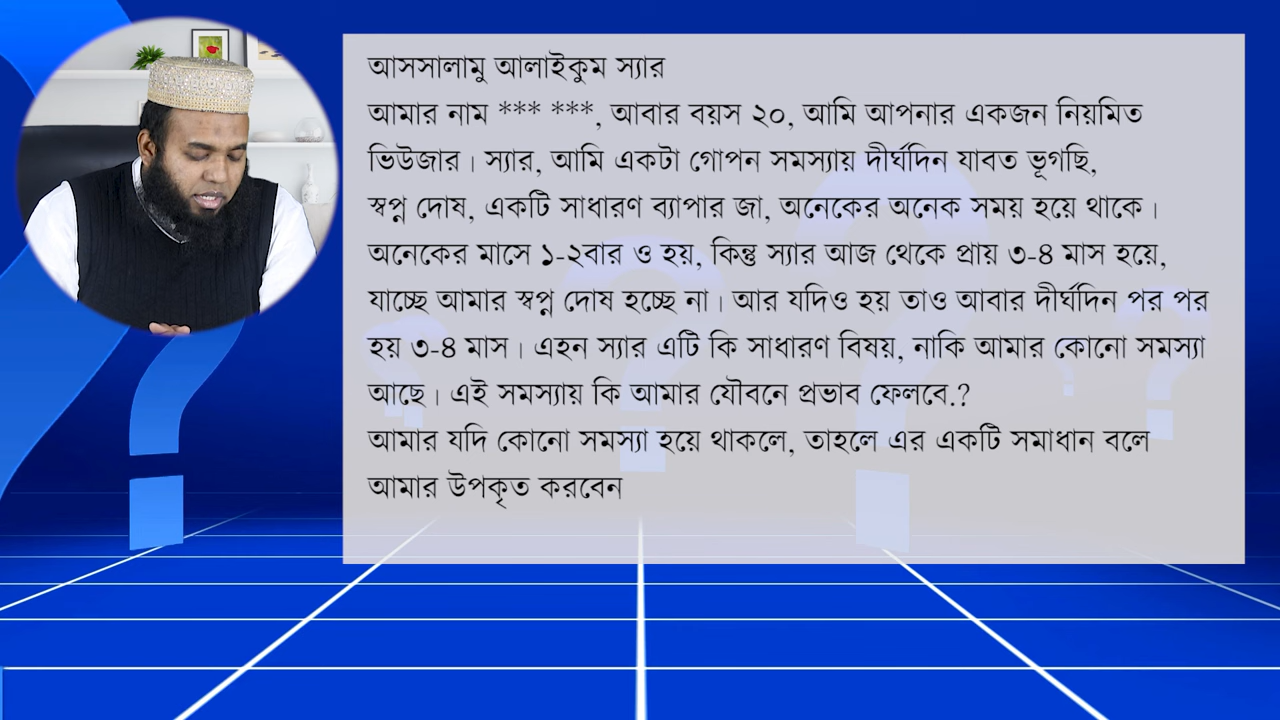 আসসালামু আলাইকুম স্যার
আমার নাম *** ***, আবার বয়স ২০, আমি আপনার একজন নিয়মিত
ভিউজার। স্যার, আমি একটা গোপন সমস্যায় দীর্ঘদিন যাবত ভূগছি,
স্বপ্ন দোষ, একটি সাধারণ ব্যাপার জা, অনেকের অনেক সময় হয়ে থাকে।
অনেকের মাসে ১-২বার ও হয়, কিন্তু স্যার আজ থেকে প্রায় ৩-৪ মাস হয়ে,
যাচ্ছে আমার স্বপ্ন দোষ হচ্ছে না। আর যদিও হয় তাও আবার দীর্ঘদিন পর পর
হয় ৩-৪ মাস। এহন স্যার এটি কি সাধারণ বিষয়, নাকি আমার কোনো সমস্যা
আছে। এই সমস্যায় কি আমার যৌবনে প্রভাব ফেলবে.?
আমার যদি কোনো সমস্যা হয়ে থাকলে, তাহলে এর একটি সমাধান বলে
আমার উপকৃত করবেন